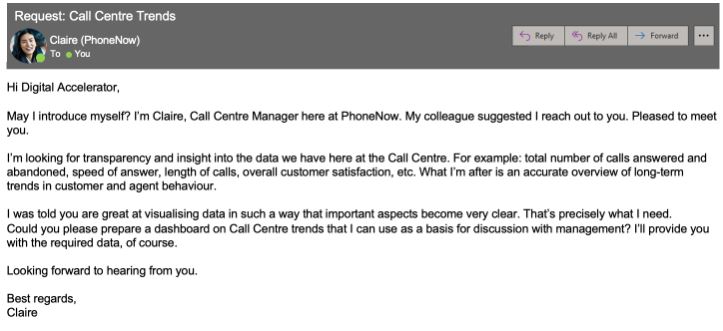 Request: Call Centre Trends
Claire (PhoneNow)
To You
Reply
Reply All
Forward
...
Hi Digital Accelerator,
May I introduce myself? I'm Claire, Call Centre Manager here at PhoneNow. My colleague suggested I reach out to you. Pleased to meet
you.
I'm looking for transparency and insight into the data we have here at the Call Centre. For example: total number of calls answered and
abandoned, speed of answer, length of calls, overall customer satisfaction, etc. What I'm after is an accurate overview of long-term
trends in customer and agent behaviour.
I was told you are great at visualising data in such a way that important aspects become very clear. That's precisely what I need.
Could you please prepare a dashboard on Call Centre trends that I can use as a basis for discussion with management? I'll provide you
with the required data, of course.
Looking forward to hearing from you.
Best regards,
Claire